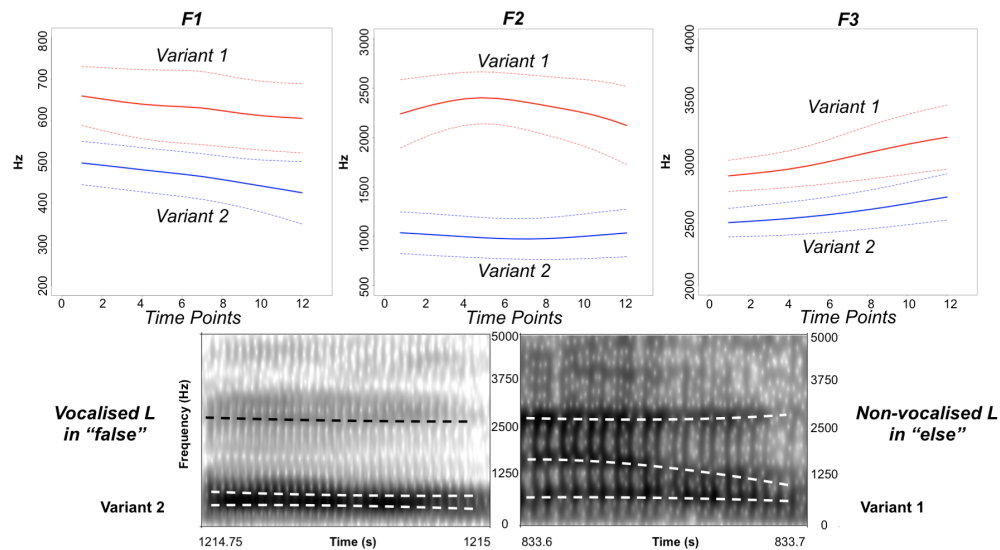 F1
800
700
600
500
400
300
200
Hz
Variant 1
Variant 2
0 2 4 6 8 10 12
Time Points
F2
3000
2500
2000
1500
1000
500
Hz
Variant 1
Variant 2
0 2 4 6 8 10 12
F3
4000
3500
3000
2500
2000
Hz
Variant 1
Variant 2
0 2 4 6 8 10 12
Time Points
Vocalised L
in “false”
Variant 2
Frequency (Hz)
5000
3750
2500
1250
0
1214.75 Time (s) 1215
5000
3750
2500
1250
0
833.6 Time (s) 833.7
Non-vocalised L
in “else”
Variant 1